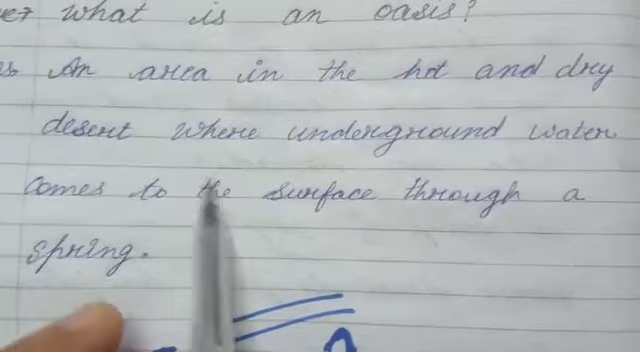 what is an oasis?
An area in the hot and dry
desert where underground water
comes to the surface through a
spring.